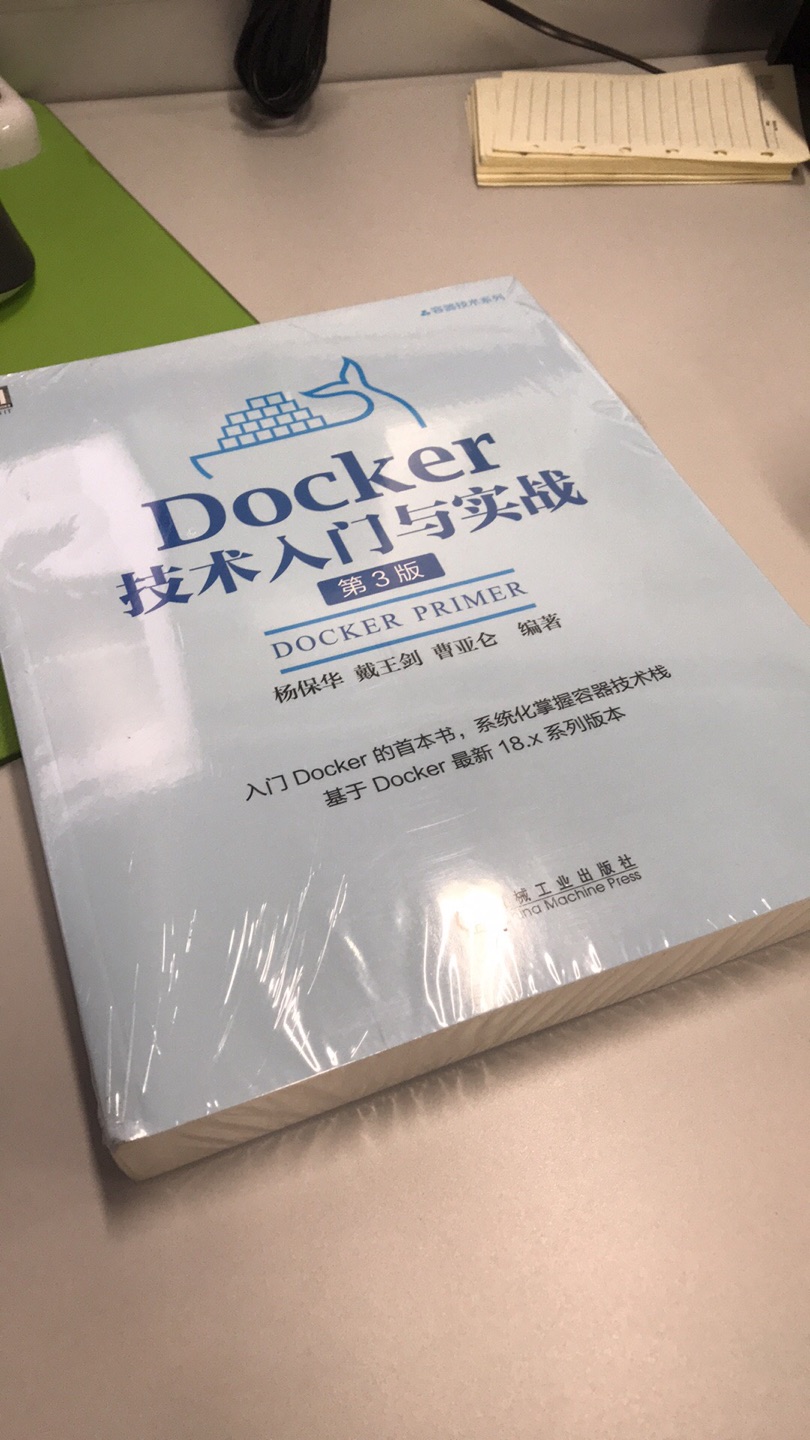 容器技术系列
Docker
技术入门与实战
第3版
DOCKER PRIMER
杨保华 戴王剑 曹亚仑 编著
入门 Docker 的首本书，系统化掌握容器技术栈
基于 Docker 最新 18.x 系列版本
械工业出版社
Machine Press